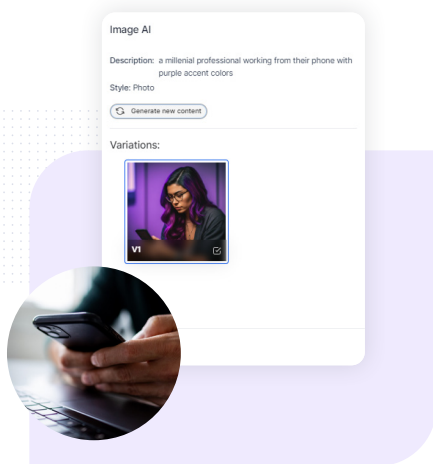 Image AI
Description: a millenial professional working from their phone with
purple accent colors
Style: Photo
Generate new content
Variations:
V1